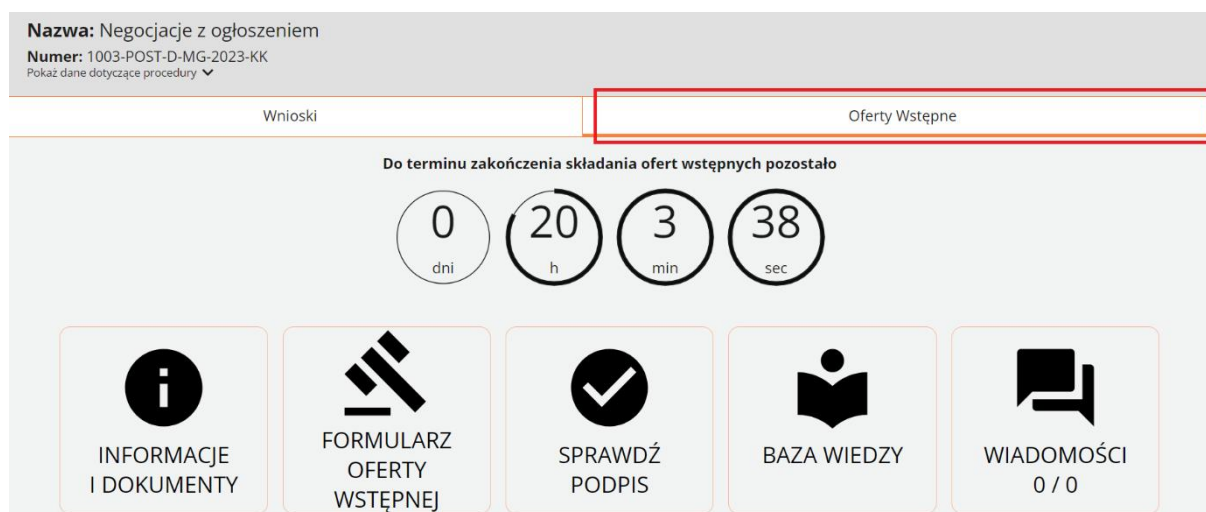 Nazwa: Negocjacje z ogłoszeniem
Numer: 1003-POST-D-MG-2023-KK
Pokaż dane dotyczące procedury
Wnioski
Oferty Wstępne
Do terminu zakończenia składania ofert wstępnych pozostało
0 20 3 38
dni h min sec
INFORMACJE
I DOKUMENTY
FORMULARZ
OFERTY
WSTĘPNEJ
SPRAWDŹ
PODPIS
BAZA WIEDZY
WIADOMOŚCI
0 / 0